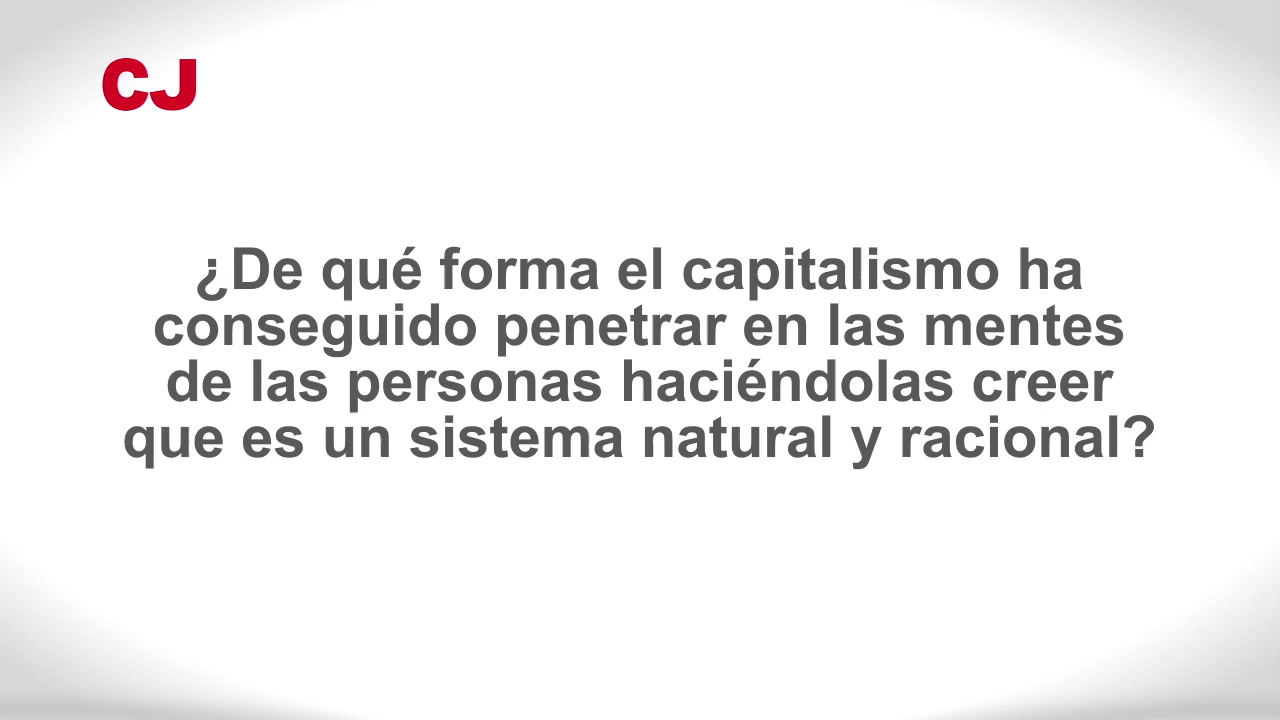 CJ
¿De qué forma el capitalismo ha
conseguido penetrar en las mentes
de las personas haciéndolas creer
que es un sistema natural y racional?